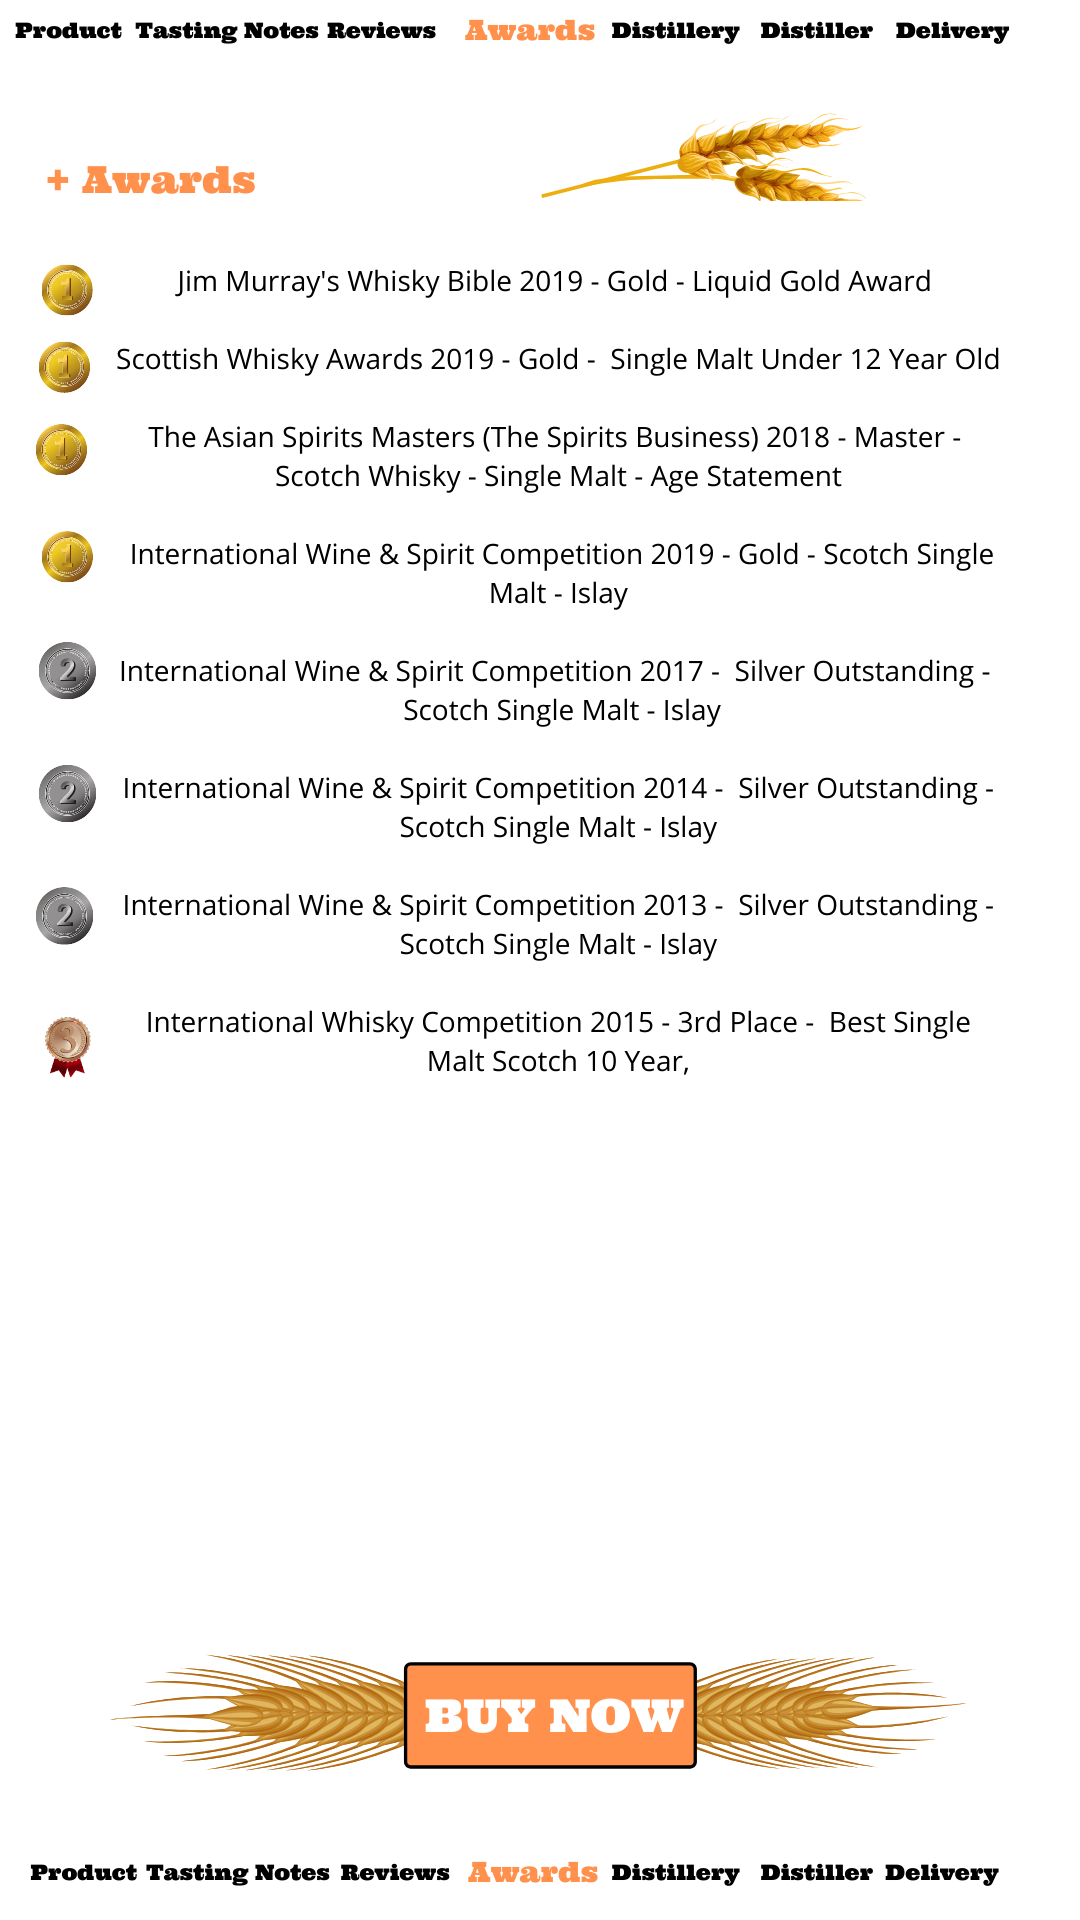 Product Tasting Notes Reviews Awards Distillery Distiller Delivery
+ Awards
1 Jim Murray's Whisky Bible 2019 - Gold - Liquid Gold Award
1 Scottish Whisky Awards 2019 - Gold - Single Malt Under 12 Year Old
1 The Asian Spirits Masters (The Spirits Business) 2018 - Master -
Scotch Whisky - Single Malt - Age Statement
1 International Wine & Spirit Competition 2019 - Gold - Scotch Single
Malt - Islay
2 International Wine & Spirit Competition 2017 - Silver Outstanding -
Scotch Single Malt - Islay
2 International Wine & Spirit Competition 2014 - Silver Outstanding -
Scotch Single Malt - Islay
2 International Wine & Spirit Competition 2013 - Silver Outstanding -
Scotch Single Malt - Islay
3 International Whisky Competition 2015 - 3rd Place - Best Single
Malt Scotch 10 Year,
BUY NOW
Product Tasting Notes Reviews Awards Distillery Distiller Delivery